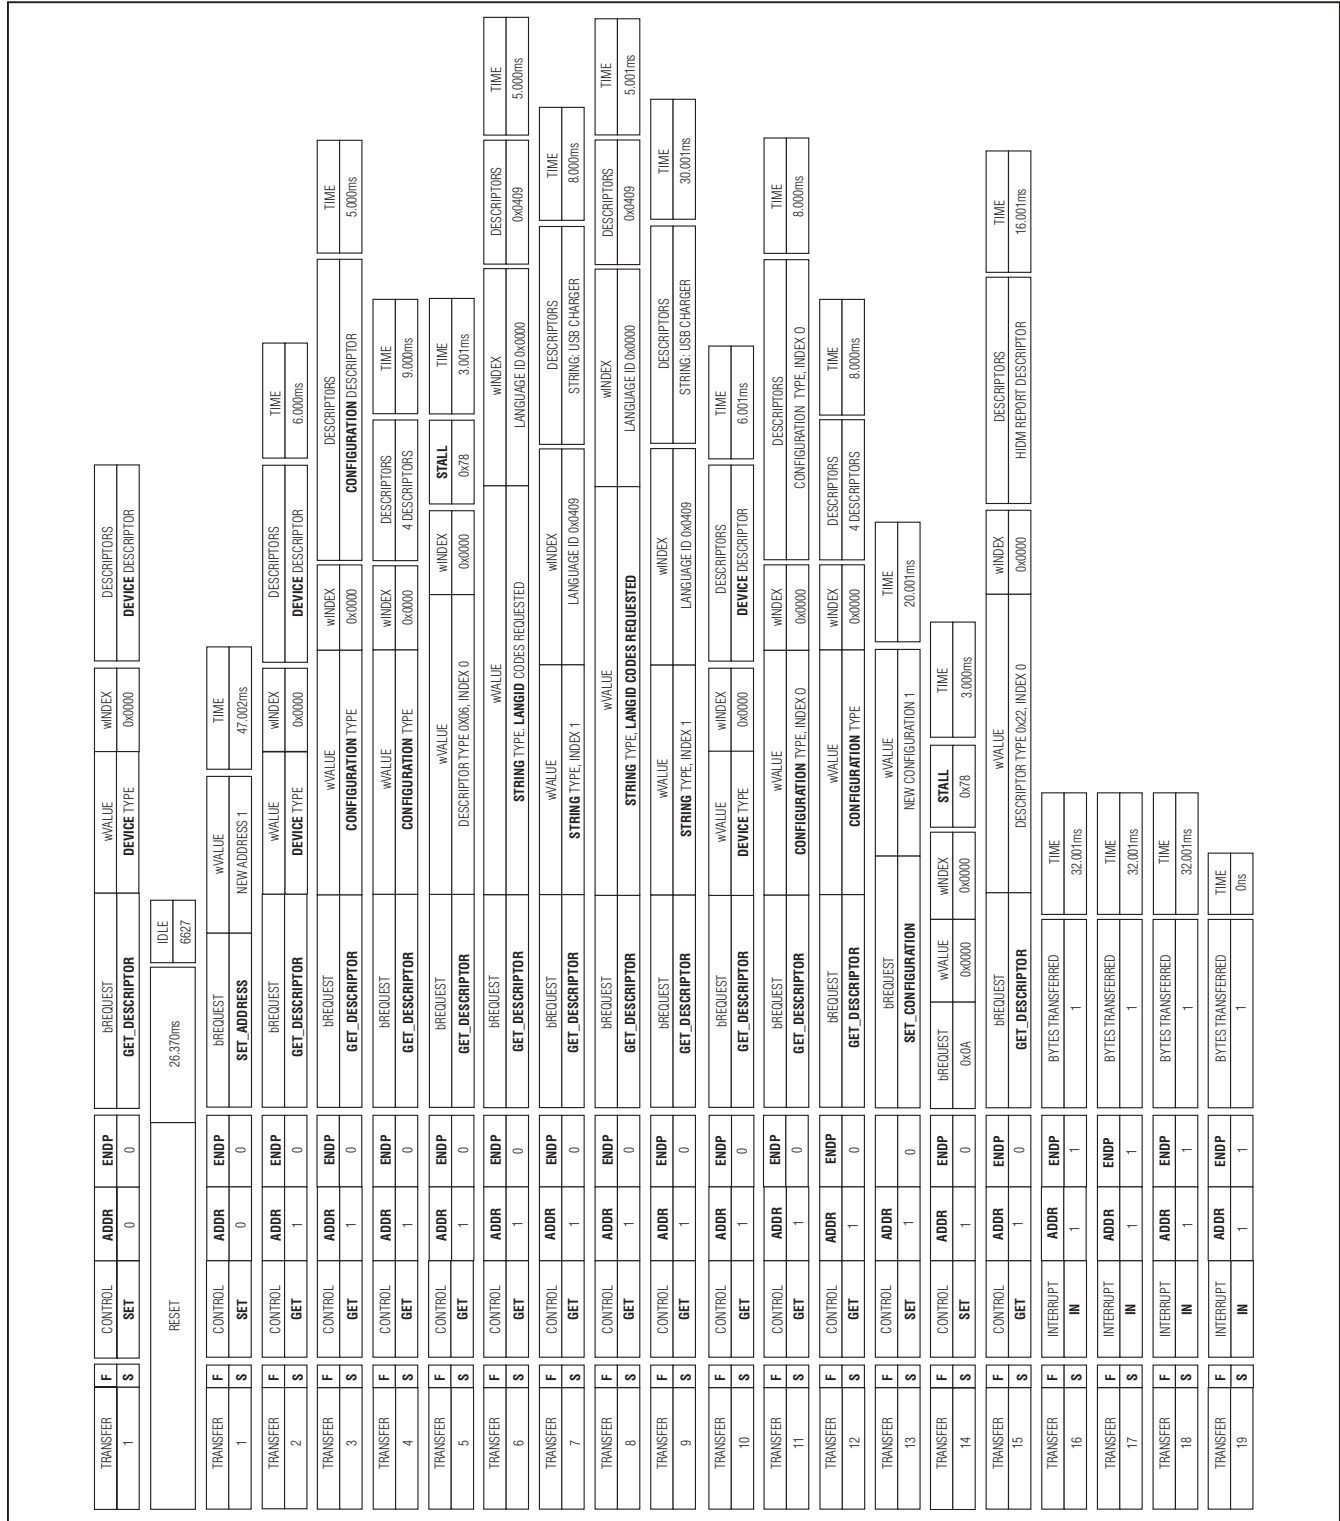 TRANSFER F CONTROL ADDR ENDP bREQUEST wVALUE wINDEX DESCRIPTORS
1 S SET 0 0 GET_DESCRIPTOR DEVICE TYPE 0x0000 DEVICE DESCRIPTOR
RESET 26.370ms IDLE
6627
TRANSFER F CONTROL ADDR ENDP bREQUEST wVALUE TIME
1 S SET 0 0 SET_ADDRESS NEW ADDRESS 1 47.002ms
TRANSFER F CONTROL ADDR ENDP bREQUEST wVALUE wINDEX DESCRIPTORS TIME
2 S GET 1 0 GET_DESCRIPTOR DEVICE TYPE 0x0000 DEVICE DESCRIPTOR 6.000ms
TRANSFER F CONTROL ADDR ENDP bREQUEST wVALUE wINDEX DESCRIPTORS TIME
3 S GET 1 0 GET_DESCRIPTOR CONFIGURATION TYPE 0x0000 CONFIGURATION DESCRIPTOR 5.000ms
TRANSFER F CONTROL ADDR ENDP bREQUEST wVALUE wINDEX DESCRIPTORS TIME
4 S GET 1 0 GET_DESCRIPTOR CONFIGURATION TYPE 0x0000 4 DESCRIPTORS 9.000ms
TRANSFER F CONTROL ADDR ENDP bREQUEST wVALUE wINDEX STALL TIME
5 S GET 1 0 GET_DESCRIPTOR DESCRIPTOR TYPE 0X06, INDEX 0 0x0000 0x78 3.001ms
TRANSFER F CONTROL ADDR ENDP bREQUEST wVALUE wINDEX DESCRIPTORS TIME
6 S GET 1 0 GET_DESCRIPTOR STRING TYPE. LANGID CODES REQUESTED LANGUAGE ID 0x0000 0x0409 5.000ms
TRANSFER F CONTROL ADDR ENDP bREQUEST wVALUE wINDEX DESCRIPTORS TIME
7 S GET 1 0 GET_DESCRIPTOR STRING TYPE, INDEX 1 LANGUAGE ID 0x0409 STRING: USB CHARGER 8.000ms
TRANSFER F CONTROL ADDR ENDP bREQUEST wVALUE wINDEX DESCRIPTORS TIME
8 S GET 1 0 GET_DESCRIPTOR STRING TYPE, LANGID CODES REQUESTED LANGUAGE ID 0x0000 0x0409 5.001ms
TRANSFER F CONTROL ADDR ENDP bREQUEST wVALUE wINDEX DESCRIPTORS TIME
9 S GET 1 0 GET_DESCRIPTOR STRING TYPE, INDEX 1 LANGUAGE ID 0x0409 STRING: USB CHARGER 30.001ms
TRANSFER F CONTROL ADDR ENDP bREQUEST wVALUE wINDEX DESCRIPTORS TIME
10 S GET 1 0 GET_DESCRIPTOR DEVICE TYPE 0x0000 DEVICE DESCRIPTOR 6.001ms
TRANSFER F CONTROL ADDR ENDP bREQUEST wVALUE wINDEX DESCRIPTORS TIME
11 S GET 1 0 GET_DESCRIPTOR CONFIGURATION TYPE, INDEX 0 0x0000 CONFIGURATION TYPE, INDEX 0 8.000ms
TRANSFER F CONTROL ADDR ENDP bREQUEST wVALUE wINDEX DESCRIPTORS TIME
12 S GET 1 0 GET_DESCRIPTOR CONFIGURATION TYPE 0x0000 4 DESCRIPTORS 8.000ms
TRANSFER F CONTROL ADDR bREQUEST wVALUE TIME
13 S SET 1 0 SET_CONFIGURATION NEW CONFIGURATION 1 20.001ms
TRANSFER F CONTROL ADDR ENDP bREQUEST wVALUE wINDEX STALL TIME
14 S SET 1 0 0x0A 0x0000 0x0000 0x78 3.000ms
TRANSFER F CONTROL ADDR ENDP bREQUEST wVALUE wINDEX DESCRIPTORS TIME
15 S GET 1 0 GET_DESCRIPTOR DESCRIPTOR TYPE 0x22, INDEX 0 0x0000 HIDM REPORT DESCRIPTOR 16.001ms
TRANSFER F INTERRUPT ADDR ENDP BYTES TRANSFERRED TIME
16 S IN 1 1 1 32.001ms
TRANSFER F INTERRUPT ADDR ENDP BYTES TRANSFERRED TIME
17 S IN 1 1 1 32.001ms
TRANSFER F INTERRUPT ADDR ENDP BYTES TRANSFERRED TIME
18 S IN 1 1 1 32.001ms
TRANSFER F INTERRUPT ADDR ENDP BYTES TRANSFERRED TIME
19 S IN 1 1 1 0ns